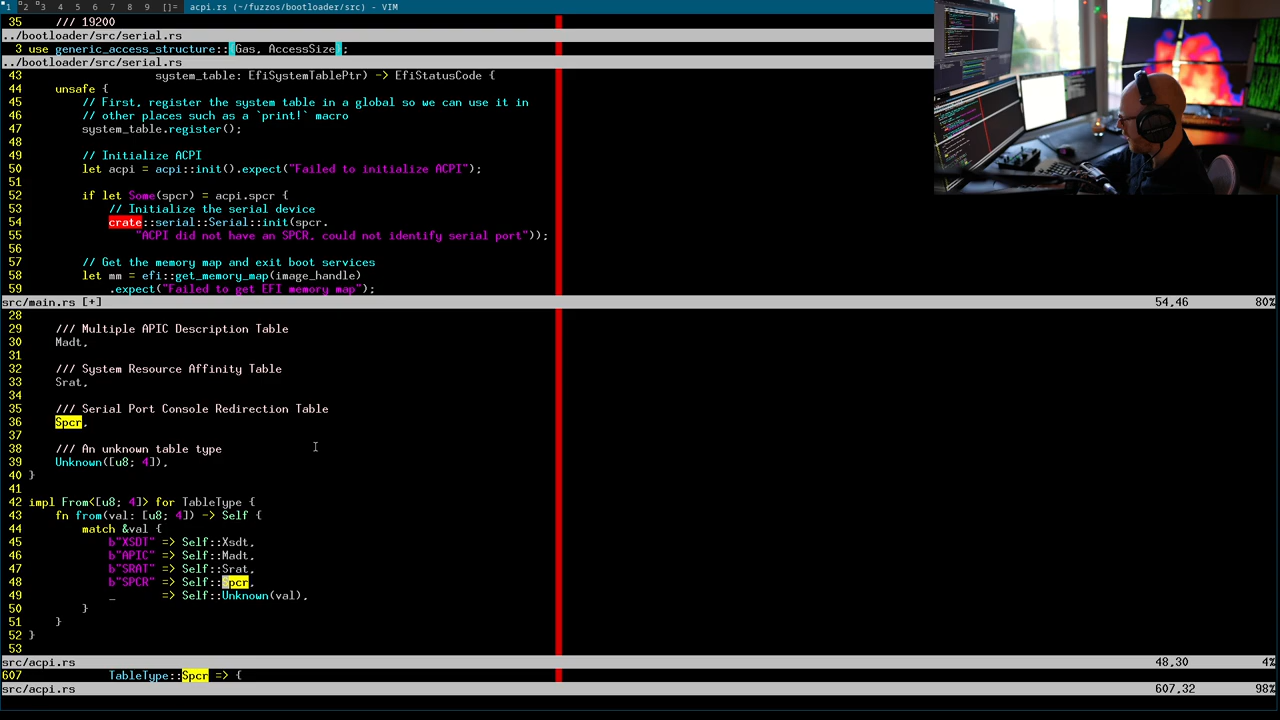 1 2 3 4 5 6 7 8 9 []= acpi.rs (~/fuzzos/bootloader/src) - VIM
35     /// 19200
../bootloader/src/serial.rs
3 use generic_access_structure::{Gas, AccessSize};
../bootloader/src/serial.rs
43                    system_table: EfiSystemTablePtr) -> EfiStatusCode {
44     unsafe {
45         // First, register the system table in a global so we can use it in
46         // other places such as a `print!` macro
47         system_table.register();
48
49         // Initialize ACPI
50         let acpi = acpi::init().expect("Failed to initialize ACPI");
51
52         if let Some(spcr) = acpi.spcr {
53             // Initialize the serial device
54             crate::serial::Serial::init(spcr.
55                 "ACPI did not have an SPCR, could not identify serial port"));
56
57         // Get the memory map and exit boot services
58         let mm = efi::get_memory_map(image_handle)
59             .expect("Failed to get EFI memory map");
src/main.rs [+] 54,46 80%
28
29     /// Multiple APIC Description Table
30     Madt,
31
32     /// System Resource Affinity Table
33     Srat,
34
35     /// Serial Port Console Redirection Table
36     Spcr,
37
38     /// An unknown table type
39     Unknown([u8; 4]),
40 }
41
42 impl From<[u8; 4]> for TableType {
43     fn from(val: [u8; 4]) -> Self {
44         match &val {
45             b"XSDT" => Self::Xsdt,
46             b"APIC" => Self::Madt,
47             b"SRAT" => Self::Srat,
48             b"SPCR" => Self::Spcr,
49             _       => Self::Unknown(val),
50         }
51     }
52 }
53
src/acpi.rs 48,30 4%
607             TableType::Spcr => {
src/acpi.rs 607,32 98%